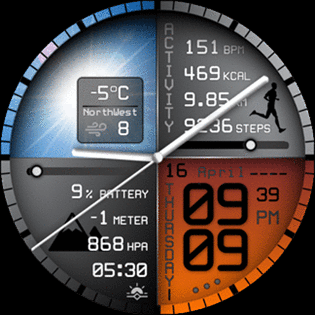 ACTIVITY
151 BPM
469 KCAL
9.85
9236 STEPS
-5°C
NorthWest
8
9% BATTERY
-1 METER
868 HPA
05:30
16 April
THURSDAY
09 39
PM
09